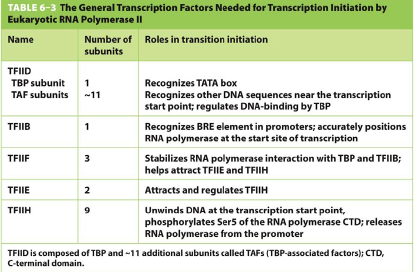 TABLE 6–3 The General Transcription Factors Needed for Transcription Initiation by
Eukaryotic RNA Polymerase II
Name Number of subunits Roles in transition initiation
TFIID
TBP subunit 1 Recognizes TATA box
TAF subunits ~11 Recognizes other DNA sequences near the transcription
start point; regulates DNA-binding by TBP
TFIIB 1 Recognizes BRE element in promoters; accurately positions
RNA polymerase at the start site of transcription
TFIIF 3 Stabilizes RNA polymerase interaction with TBP and TFIIB;
helps attract TFIIE and TFIIH
TFIIE 2 Attracts and regulates TFIIH
TFIIH 9 Unwinds DNA at the transcription start point,
phosphorylates Ser5 of the RNA polymerase CTD; releases
RNA polymerase from the promoter
TFIID is composed of TBP and ~11 additional subunits called TAFs (TBP-associated factors); CTD,
C-terminal domain.